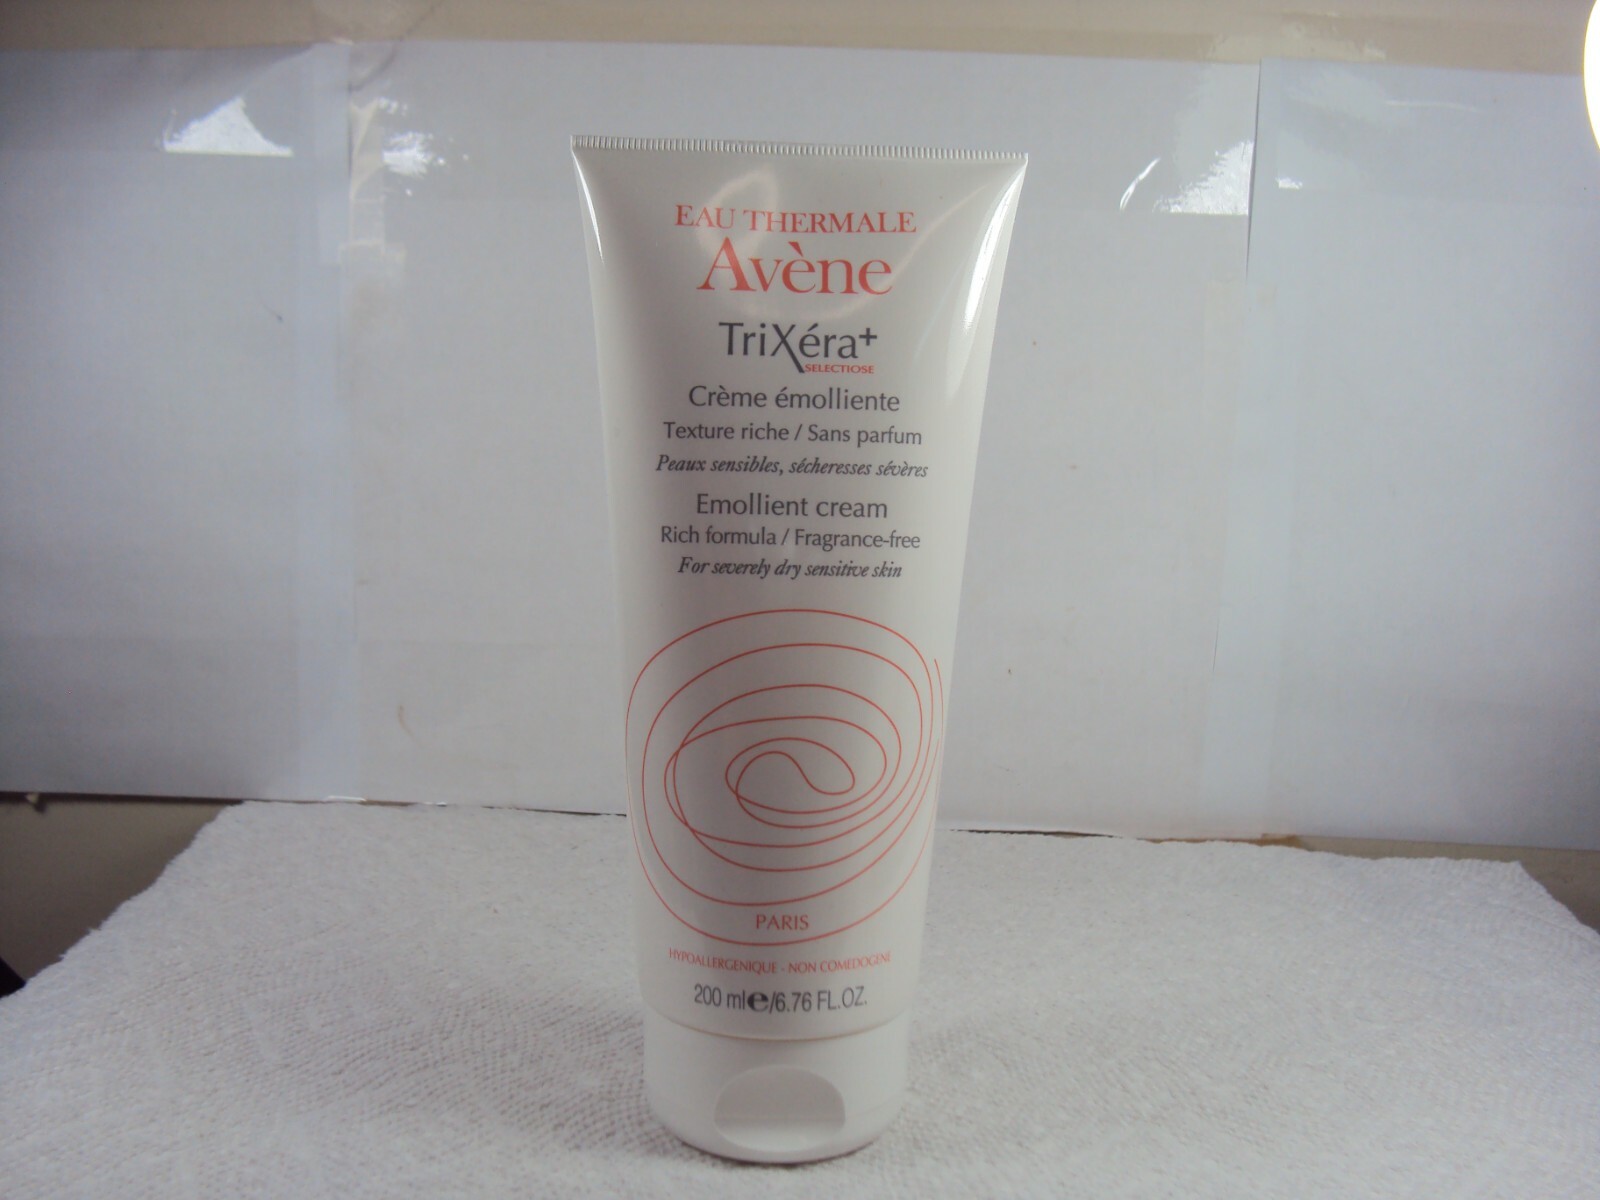 EAU THERMALE
Avène
TriXéra+
SELECTIOSE
Crème émolliente
Texture riche / Sans parfum
Peaux sensibles, sécheresses sévères
Emollient cream
Rich formula / Fragrance-free
For severely dry sensitive skin
PARIS
HYPOALLERGENIQUE - NON COMEDOGENE
200 ml℮/6.76 FL.OZ.